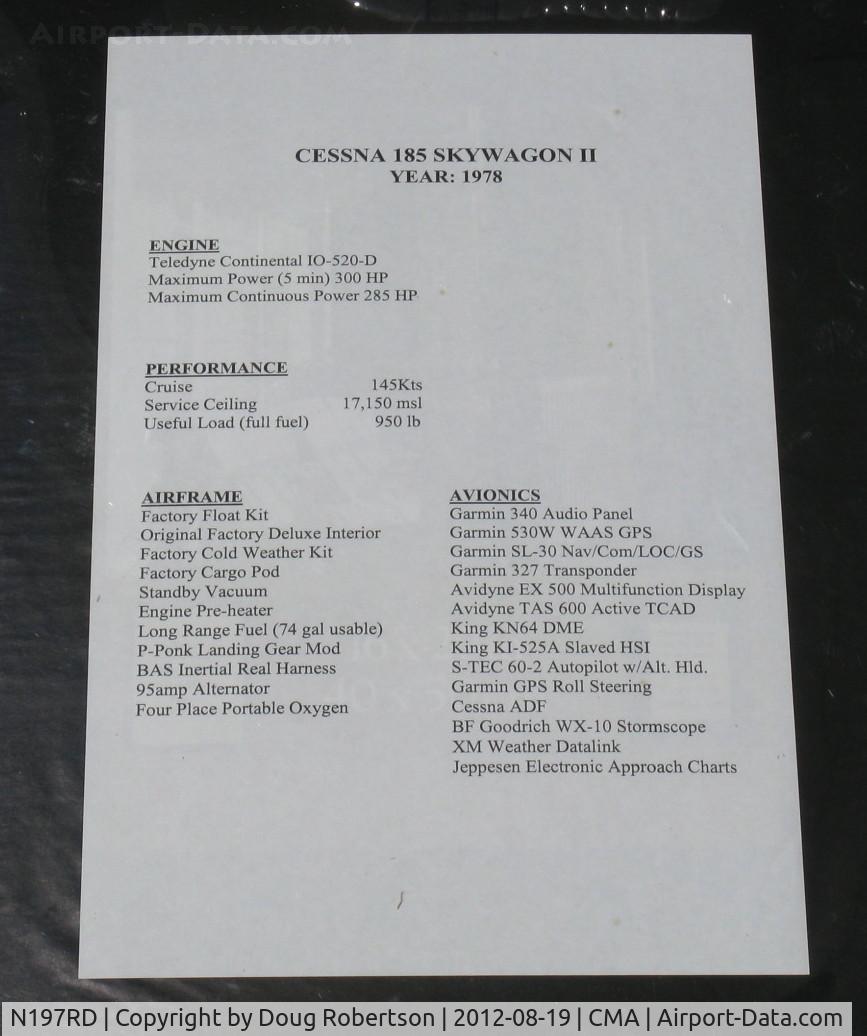 AIRPORT-DATA.COM
CESSNA 185 SKYWAGON II
YEAR: 1978
ENGINE
Teledyne Continental IO-520-D
Maximum Power (5 min) 300 HP
Maximum Continuous Power 285 HP
PERFORMANCE
Cruise 145Kts
Service Ceiling 17,150 msl
Useful Load (full fuel) 950 lb
AIRFRAME
Factory Float Kit
Original Factory Deluxe Interior
Factory Cold Weather Kit
Factory Cargo Pod
Standby Vacuum
Engine Pre-heater
Long Range Fuel (74 gal usable)
P-Ponk Landing Gear Mod
BAS Inertial Real Harness
95amp Alternator
Four Place Portable Oxygen
AVIONICS
Garmin 340 Audio Panel
Garmin 530W WAAS GPS
Garmin SL-30 Nav/Com/LOC/GS
Garmin 327 Transponder
Avidyne EX 500 Multifunction Display
Avidyne TAS 600 Active TCAD
King KN64 DME
King KI-525A Slaved HSI
S-TEC 60-2 Autopilot w/Alt. Hld.
Garmin GPS Roll Steering
Cessna ADF
BF Goodrich WX-10 Stormscope
XM Weather Datalink
Jeppesen Electronic Approach Charts
N197RD | Copyright by Doug Robertson | 2012-08-19 | CMA | Airport-Data.com